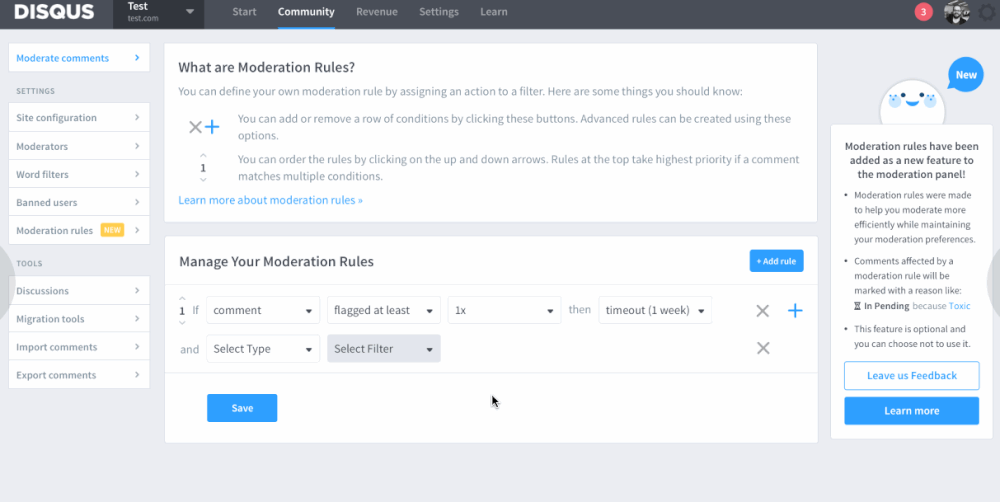 DISQUS
Test
test.com
Start Community Revenue Settings Learn
3
Moderate comments
SETTINGS
Site configuration
Moderators
Word filters
Banned users
Moderation rules NEW
TOOLS
Discussions
Migration tools
Import comments
Export comments
What are Moderation Rules?
You can define your own moderation rule by assigning an action to a filter. Here are some things you should know:
You can add or remove a row of conditions by clicking these buttons. Advanced rules can be created using these
options.
1
You can order the rules by clicking on the up and down arrows. Rules at the top take highest priority if a comment
matches multiple conditions.
Learn more about moderation rules »
Manage Your Moderation Rules
+ Add rule
1 If comment flagged at least 1x then timeout (1 week)
and Select Type Select Filter
Save
New
Moderation rules have been
added as a new feature to
the moderation panel!
• Moderation rules were made
to help you moderate more
efficiently while maintaining
your moderation preferences.
• Comments affected by a
moderation rule will be
marked with a reason like:
In Pending because Toxic
• This feature is optional and
you can choose not to use it.
Leave us Feedback
Learn more